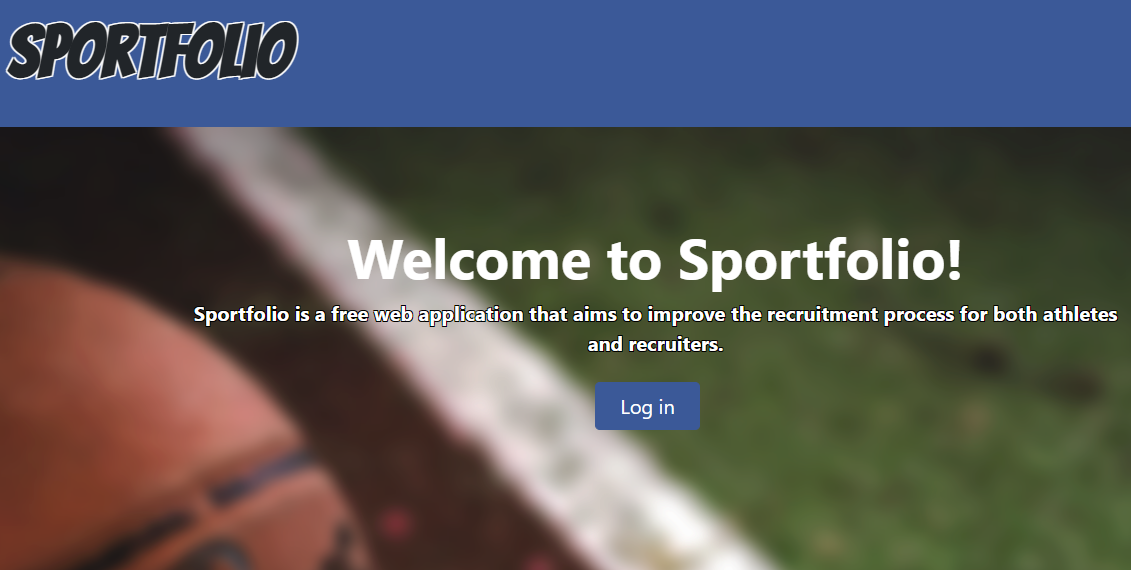 SPORTFOLIO
Welcome to Sportfolio!
Sportfolio is a free web application that aims to improve the recruitment process for both athletes
and recruiters.
Log in